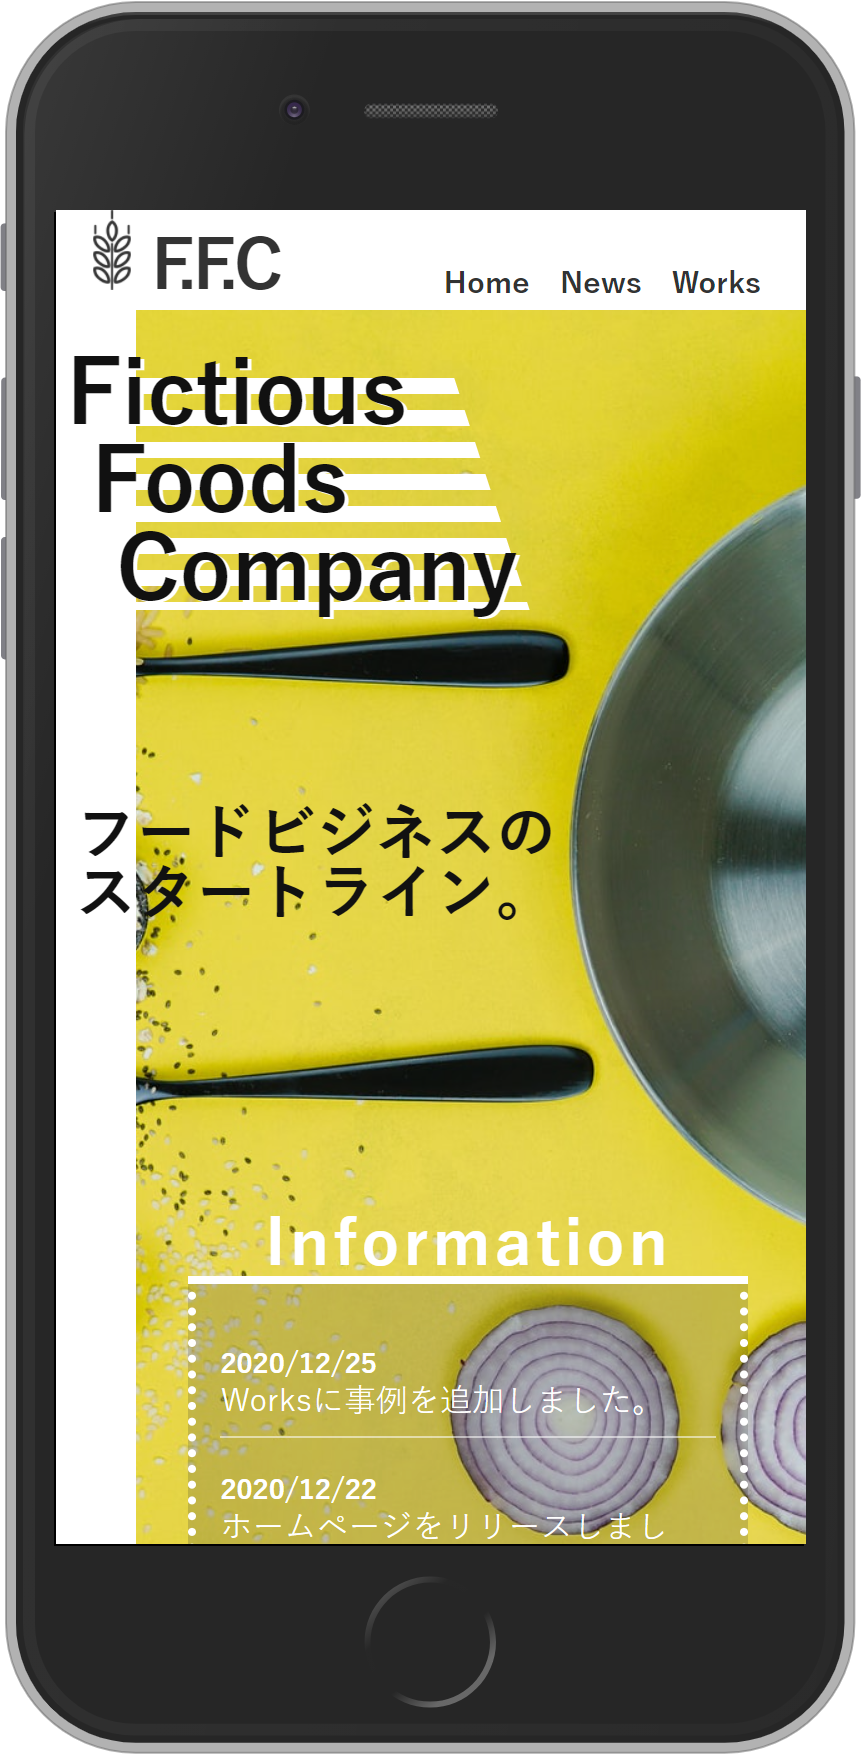 F.F.C
Home News Works
Fictious
Foods
Company
フードビジネスの
スタートライン。
Information
2020/12/25
Worksに事例を追加しました。
2020/12/22
ホームページをリリースしまし